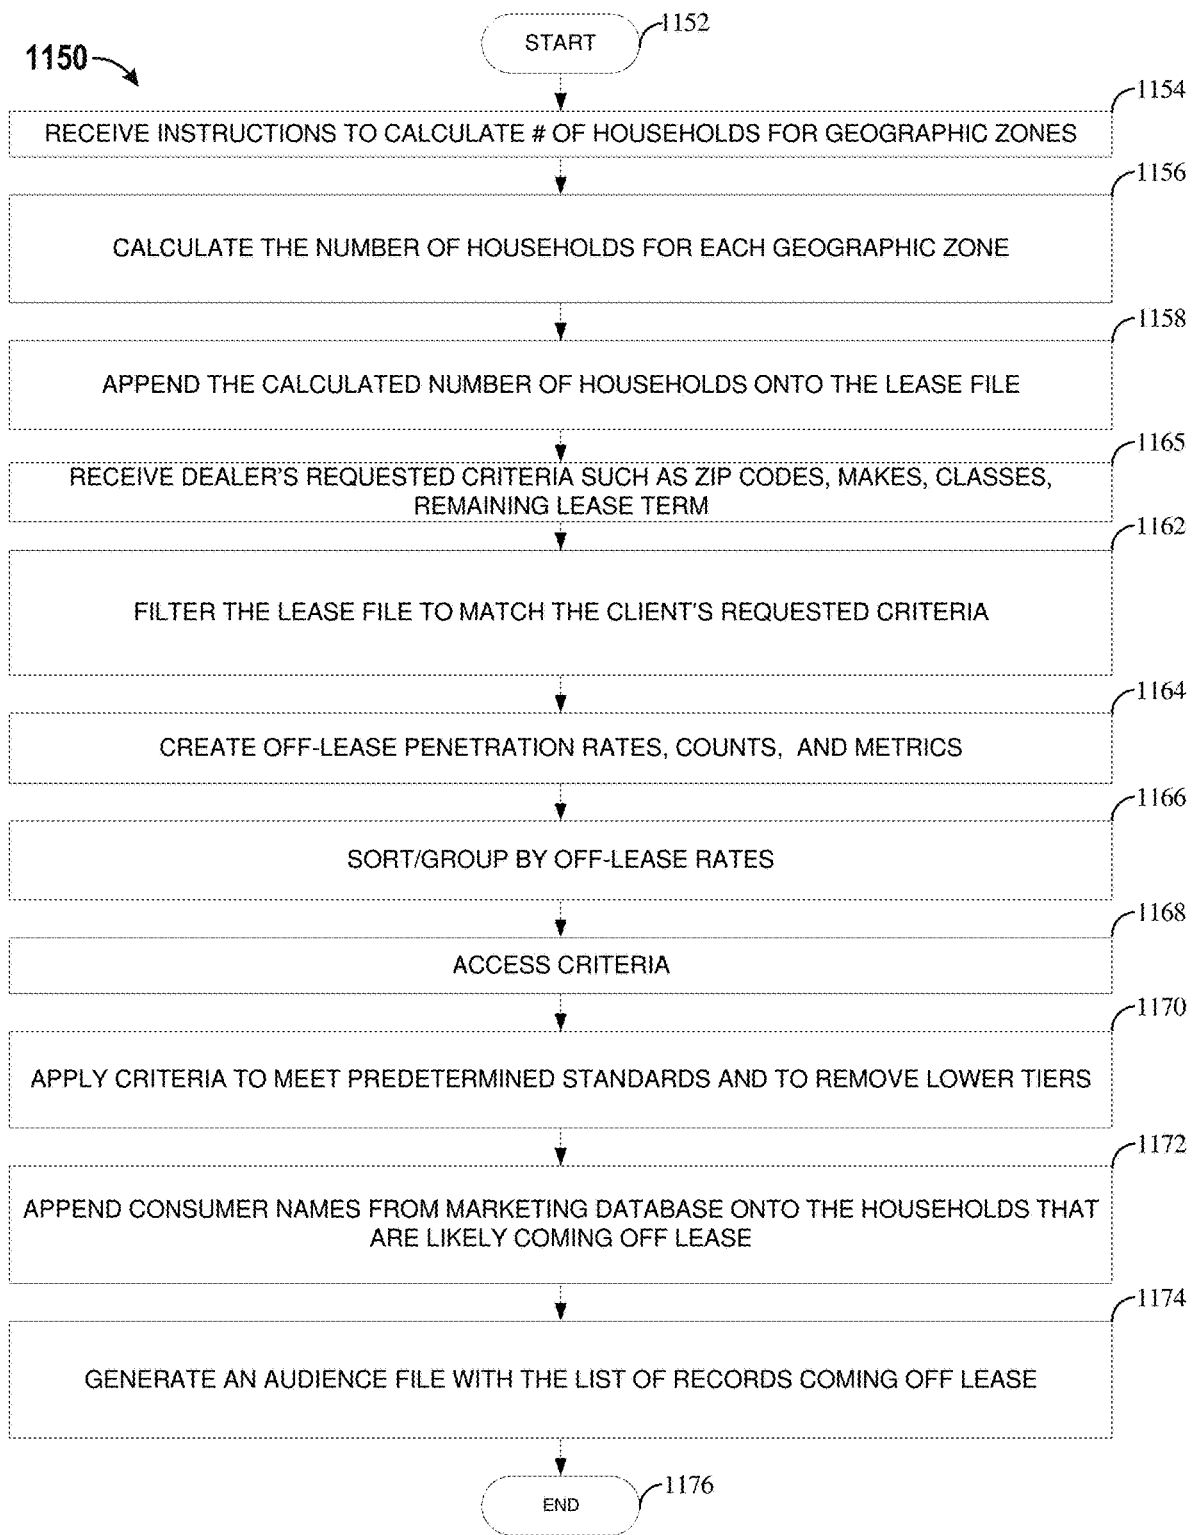 1152
START
1150
1154
RECEIVE INSTRUCTIONS TO CALCULATE # OF HOUSEHOLDS FOR GEOGRAPHIC ZONES
1156
CALCULATE THE NUMBER OF HOUSEHOLDS FOR EACH GEOGRAPHIC ZONE
1158
APPEND THE CALCULATED NUMBER OF HOUSEHOLDS ONTO THE LEASE FILE
1165
RECEIVE DEALER'S REQUESTED CRITERIA SUCH AS ZIP CODES, MAKES, CLASSES,
REMAINING LEASE TERM
1162
FILTER THE LEASE FILE TO MATCH THE CLIENT'S REQUESTED CRITERIA
1164
CREATE OFF-LEASE PENETRATION RATES, COUNTS, AND METRICS
1166
SORT/GROUP BY OFF-LEASE RATES
1168
ACCESS CRITERIA
1170
APPLY CRITERIA TO MEET PREDETERMINED STANDARDS AND TO REMOVE LOWER TIERS
1172
APPEND CONSUMER NAMES FROM MARKETING DATABASE ONTO THE HOUSEHOLDS THAT
ARE LIKELY COMING OFF LEASE
1174
GENERATE AN AUDIENCE FILE WITH THE LIST OF RECORDS COMING OFF LEASE
1176
END